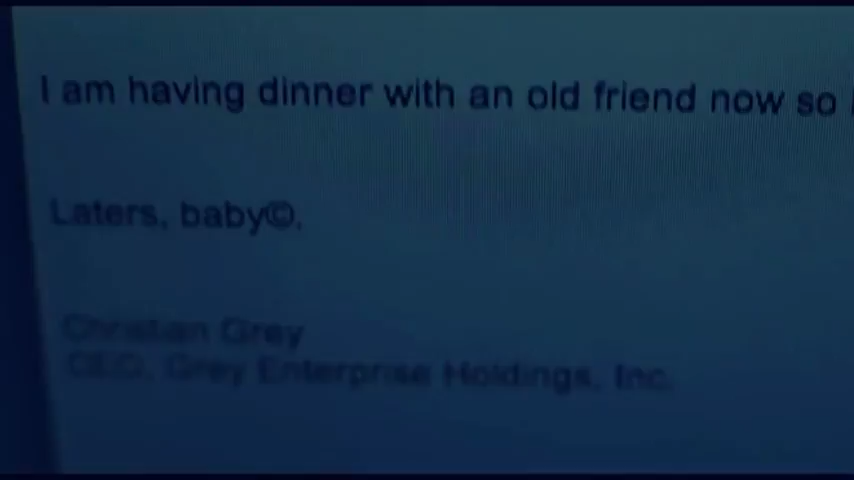 I am having dinner with an old friend now so
Laters, baby©.
Christian Grey
CEO, Grey Enterprise Holdings, Inc.